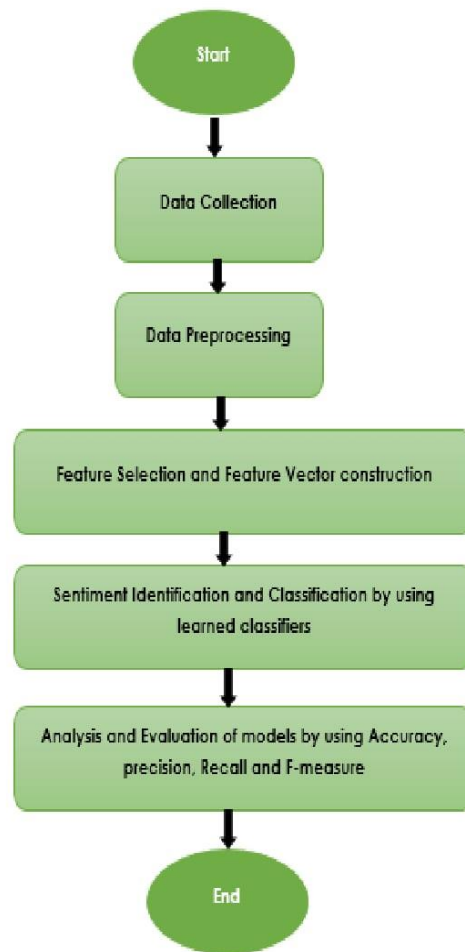 Start
Data Collection
Data Preprocessing
Feature Selection and Feature Vector construction
Sentiment Identification and Classification by using
learned classifiers
Analysis and Evaluation of models by using Accuracy,
precision, Recall and F-measure
End